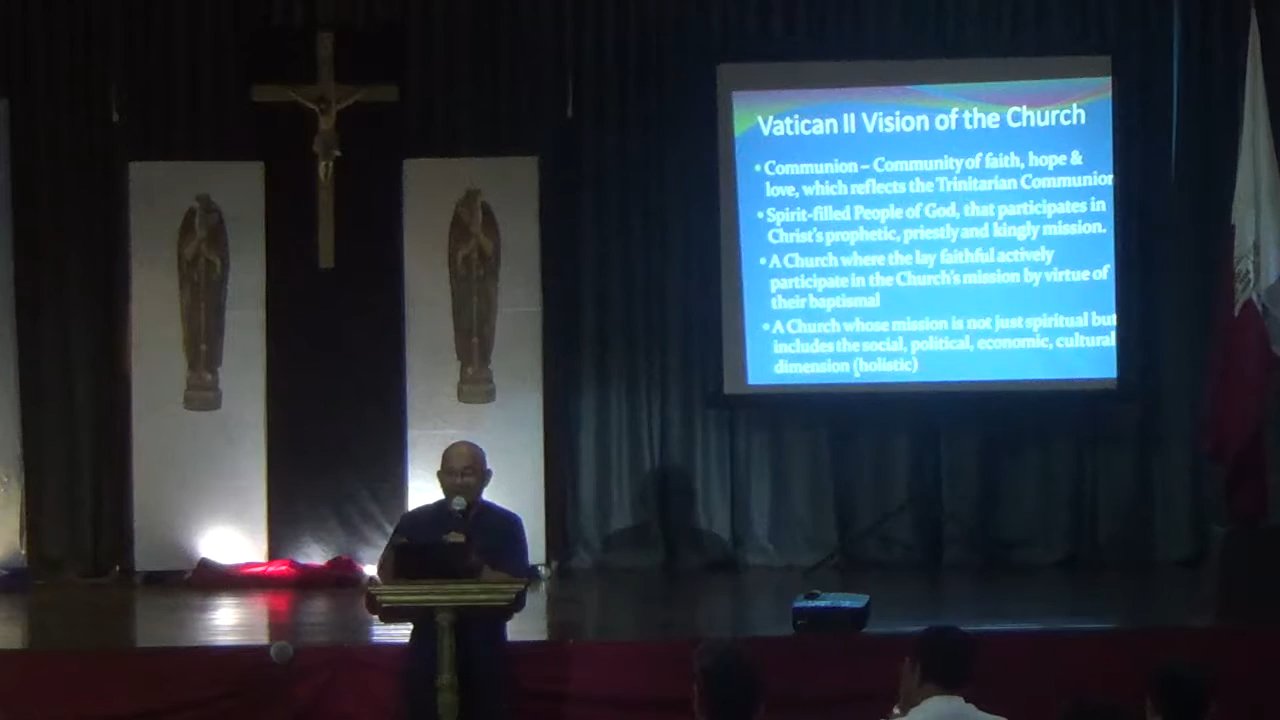 Vatican II Vision of the Church
• Communion – Community of faith, hope &
love, which reflects the Trinitarian Communion
• Spirit-filled People of God, that participates in
Christ's prophetic, priestly and kingly mission.
• A Church where the lay faithful actively
participate in the Church's mission by virtue of
their baptismal
• A Church whose mission is not just spiritual but
includes the social, political, economic, cultural
dimension (holistic)